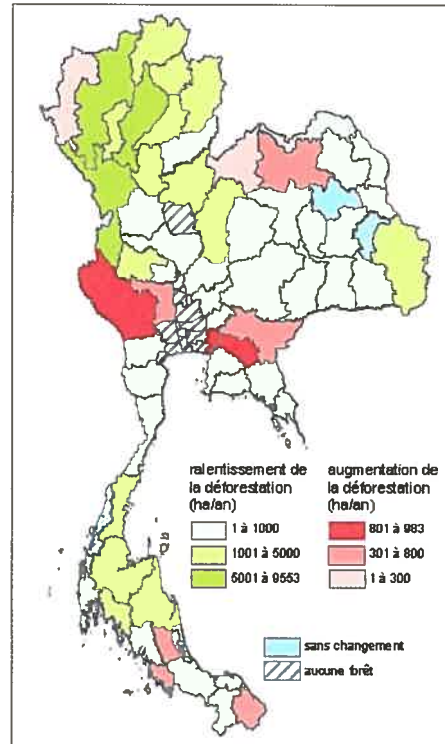 ralentissement de
la déforestation
(ha/an)
1 à 1000
1001 à 5000
5001 à 9553
augmentation de
la déforestation
(ha/an)
801 à 983
301 à 800
1 à 300
sans changement
aucune forêt